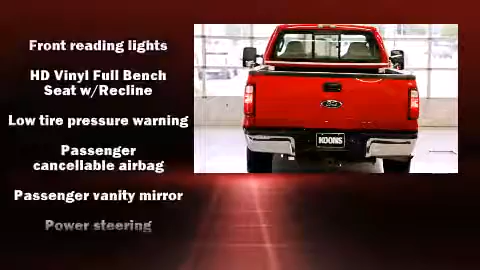 Front reading lights
HD Vinyl Full Bench
Seat w/Recline
Low tire pressure warning
Passenger
cancellable airbag
Passenger vanity mirror
Power steering
Ford
KOONS